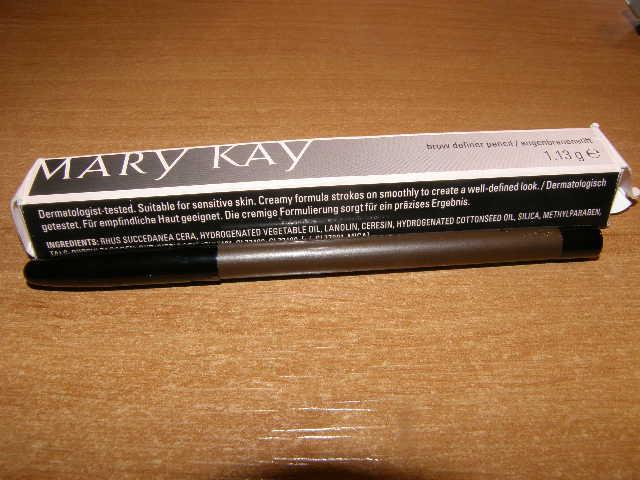 MARY KAY
brow definer pencil / augenbrauenstift
1.13 g e
Dermatologist-tested. Suitable for sensitive skin. Creamy formula strokes on smoothly to create a well-defined look. / Dermatologisch
getestet. Für empfindliche Haut geeignet. Die cremige Formulierung sorgt für ein präzises Ergebnis.
INGREDIENTS: RHUS SUCCEDANEA CERA, HYDROGENATED VEGETABLE OIL, LANOLIN, CERESIN, HYDROGENATED COTTONSEED OIL, SILICA, METHYLPARABEN,